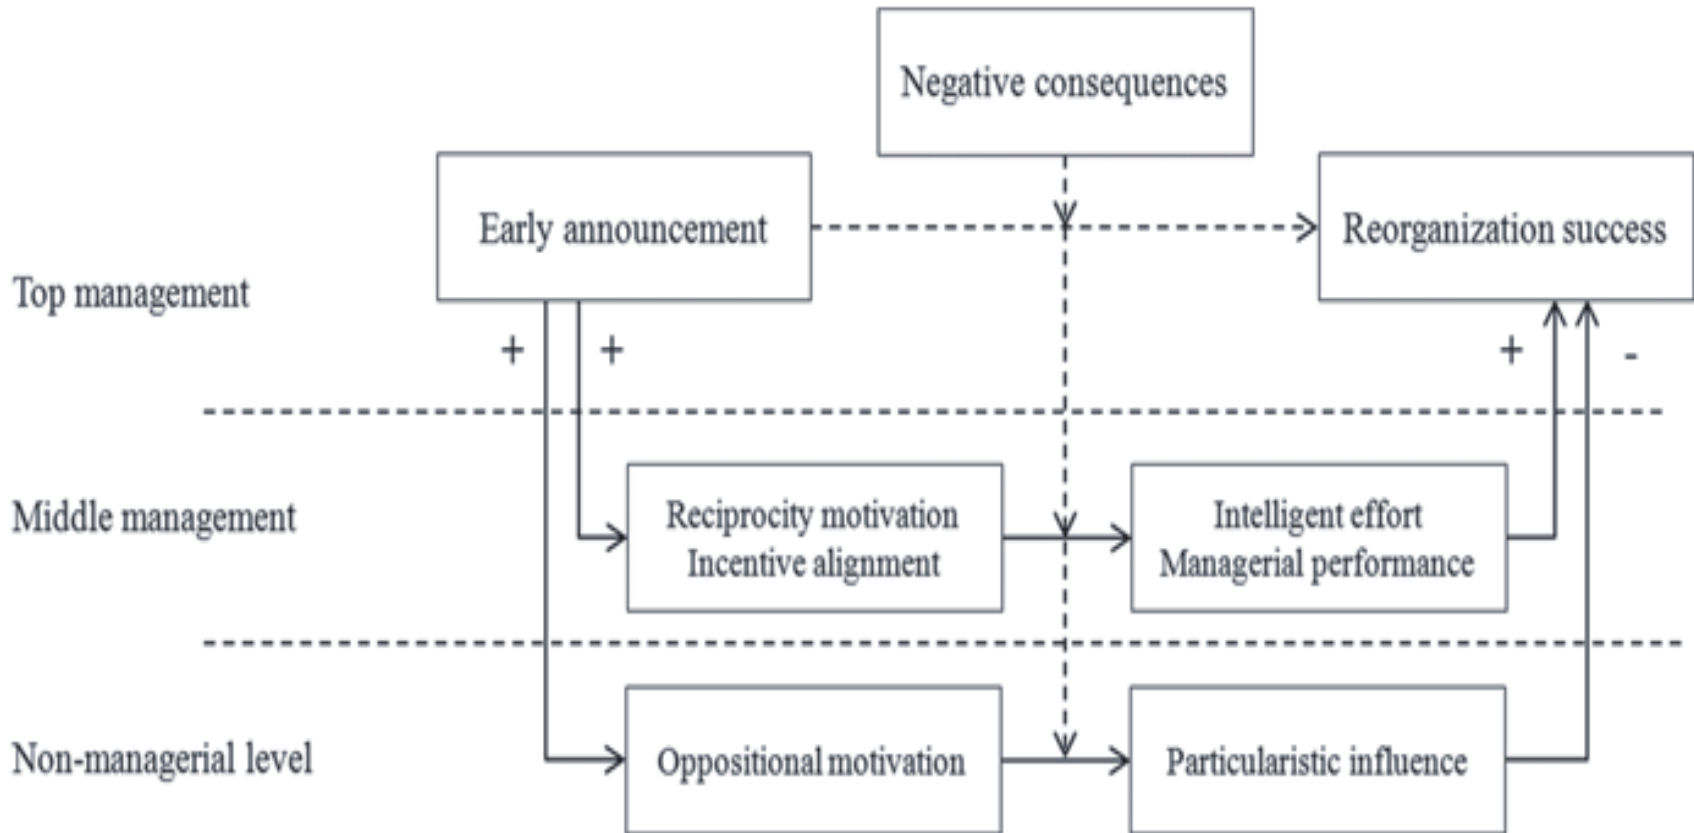 Negative consequences
Early announcement
Reorganization success
Top management
+
+
+
-
Middle management
Reciprocity motivation
Incentive alignment
Intelligent effort
Managerial performance
Non-managerial level
Oppositional motivation
Particularistic influence